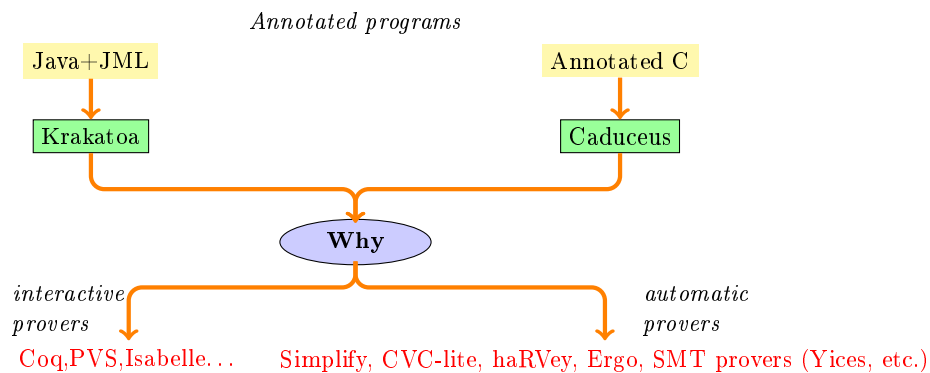 Annotated programs
Java+JML
Annotated C
Krakatoa
Caduceus
Why
interactive
provers
automatic
provers
Coq,PVS,Isabelle...
Simplify, CVC-lite, haRVey, Ergo, SMT provers (Yices, etc.)